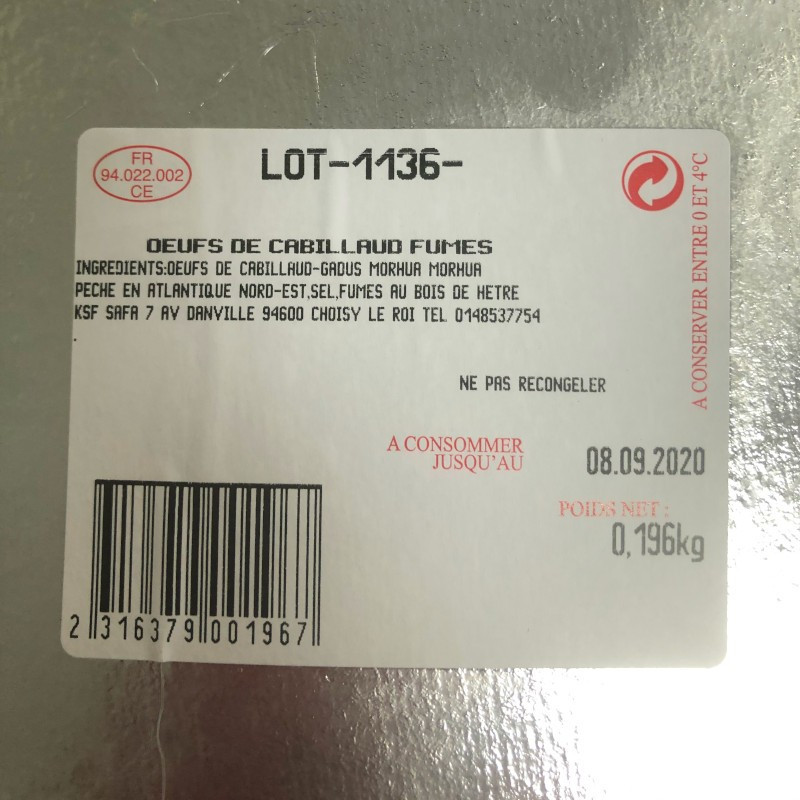 FR
94.022.002
CE
LOT-1136-
A CONSERVER ENTRE 0 ET 4°C
OEUFS DE CABILLAUD FUMES
INGREDIENTS:OEUFS DE CABILLAUD-GADUS MORHUA MORHUA
PECHE EN ATLANTIQUE NORD-EST,SEL,FUMES AU BOIS DE HETRE
KSF SAFA 7 AV DANVILLE 94600 CHOISY LE ROI TEL. 0148537754
NE PAS RECONGELER
A CONSOMMER
JUSQU'AU
08.09.2020
POIDS NET :
0,196kg
2 316379 001967